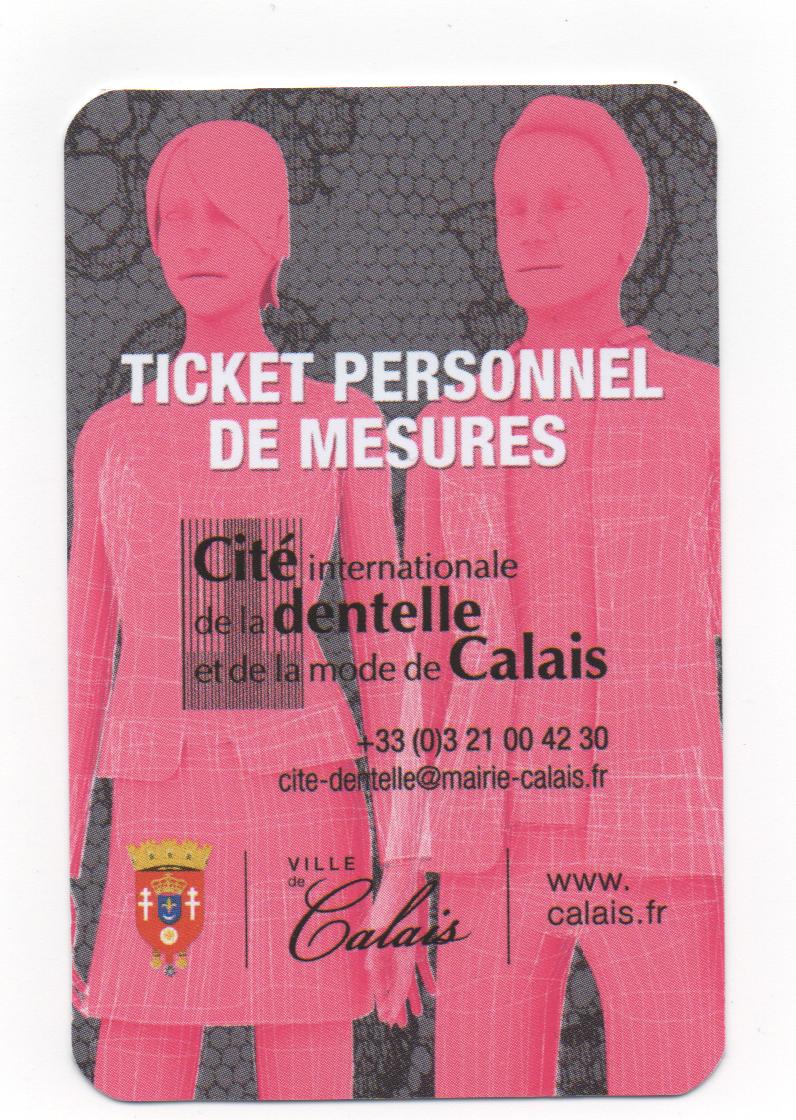 TICKET PERSONNEL
DE MESURES
Cité internationale
de la dentelle
et de la mode de Calais
+33 (0)3 21 00 42 30
cite-dentelle@mairie-calais.fr
VILLE
de
Calais
www.
calais.fr